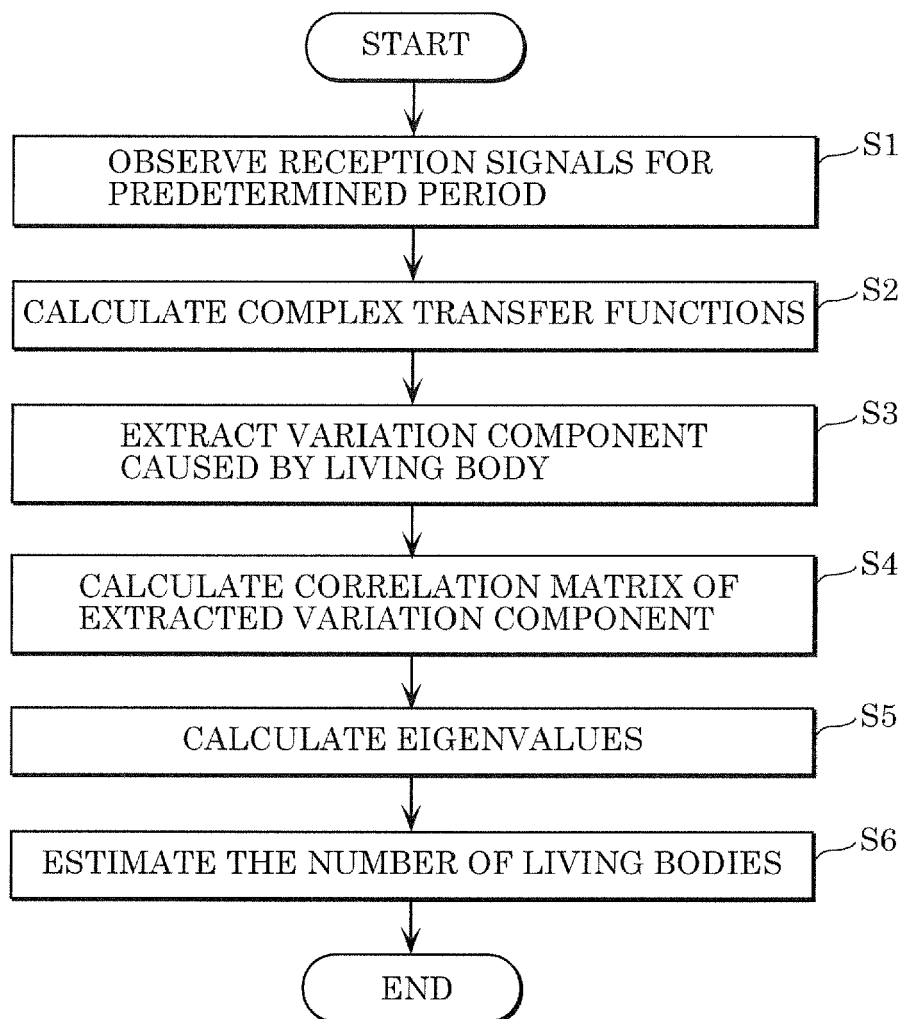 START
OBSERVE RECEPTION SIGNALS FOR
PREDETERMINED PERIOD
S1
CALCULATE COMPLEX TRANSFER FUNCTIONS
S2
EXTRACT VARIATION COMPONENT
CAUSED BY LIVING BODY
S3
CALCULATE CORRELATION MATRIX OF
EXTRACTED VARIATION COMPONENT
S4
CALCULATE EIGENVALUES
S5
ESTIMATE THE NUMBER OF LIVING BODIES
S6
END